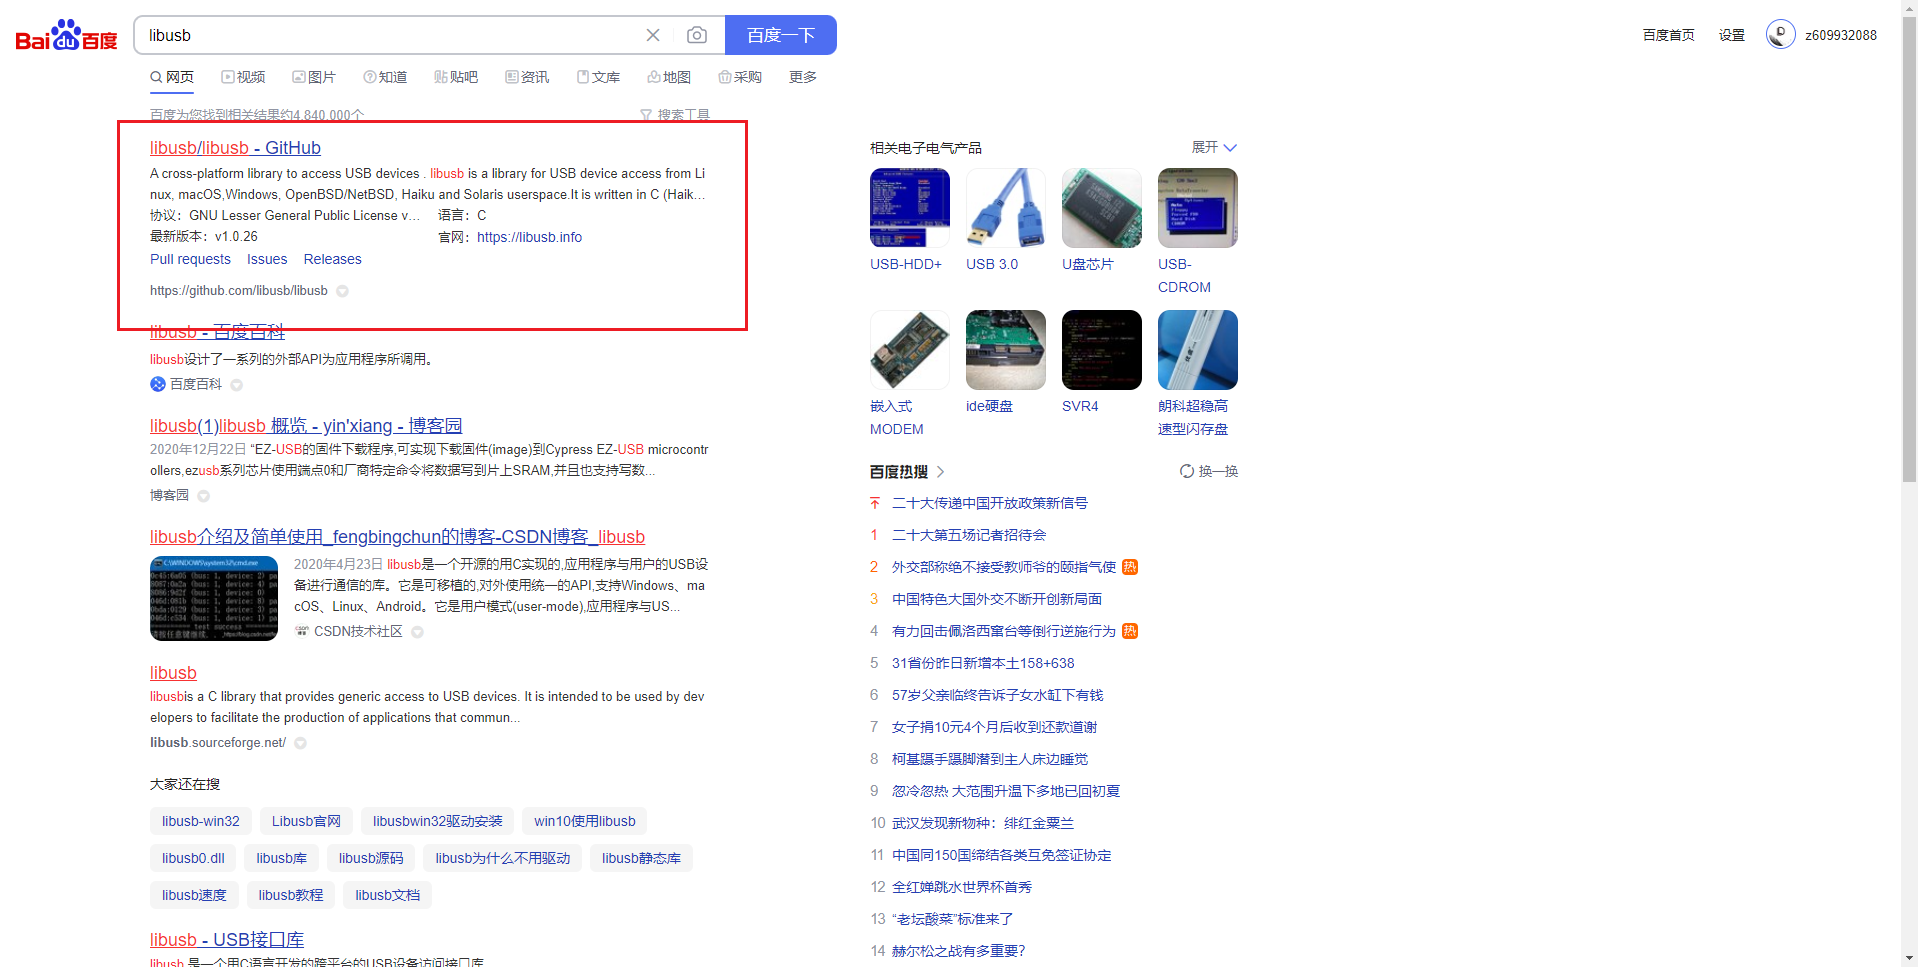 Bai du 百度
libusb
百度一下
百度首页 设置 z609932088
网页 视频 图片 知道 贴吧 资讯 文库 地图 采购 更多
百度为您找到相关结果约4,840,000个 搜索工具
libusb/libusb - GitHub
A cross-platform library to access USB devices . libusb is a library for USB device access from Li
nux, macOS,Windows, OpenBSD/NetBSD, Haiku and Solaris userspace.It is written in C (Haik...
协议：GNU Lesser General Public License v... 语言：C
最新版本：v1.0.26 官网：https://libusb.info
Pull requests Issues Releases
https://github.com/libusb/libusb
libusb - 百度百科
libusb设计了一系列的外部API为应用程序所调用。
百度百科
libusb(1)libusb 概览 - yin'xiang - 博客园
2020年12月22日 “EZ-USB的固件下载程序,可实现下载固件(image)到Cypress EZ-USB microcontr
ollers,ezusb系列芯片使用端点0和厂商特定命令将数据写到片上SRAM,并且也支持写数...
博客园
libusb介绍及简单使用_fengbingchun的博客-CSDN博客_libusb
2020年4月23日 libusb是一个开源的用C实现的,应用程序与用户的USB设
备进行通信的库。它是可移植的,对外使用统一的API,支持Windows、ma
cOS、Linux、Android。它是用户模式(user-mode),应用程序与US...
CSDN技术社区
libusb
libusbis a C library that provides generic access to USB devices. It is intended to be used by dev
elopers to facilitate the production of applications that commun...
libusb.sourceforge.net/
大家还在搜
libusb-win32 Libusb官网 libusbwin32驱动安装 win10使用libusb
libusb0.dll libusb库 libusb源码 libusb为什么不用驱动 libusb静态库
libusb速度 libusb教程 libusb文档
libusb - USB接口库
libusb 是一个用C语言开发的跨平台的USB设备访问接口库
相关电子电气产品 展开
USB-HDD+ USB 3.0 U盘芯片 USB-
CDROM
嵌入式 ide硬盘 SVR4 朗科超稳高
MODEM 速型闪存盘
百度热搜 换一换
二十大传递中国开放政策新信号
1 二十大第五场记者招待会
2 外交部称绝不接受教师爷的颐指气使 热
3 中国特色大国外交不断开创新局面
4 有力回击佩洛西窜台等倒行逆施行为 热
5 31省份昨日新增本土158+638
6 57岁父亲临终告诉子女水缸下有钱
7 女子捐10元4个月后收到还款道谢
8 柯基蹑手蹑脚潜到主人床边睡觉
9 忽冷忽热 大范围升温下多地已回初夏
10 武汉发现新物种：绯红金粟兰
11 中国同150国缔结各类互免签证协定
12 全红婵跳水世界杯首秀
13 “老坛酸菜”标准来了
14 赫尔松之战有多重要?